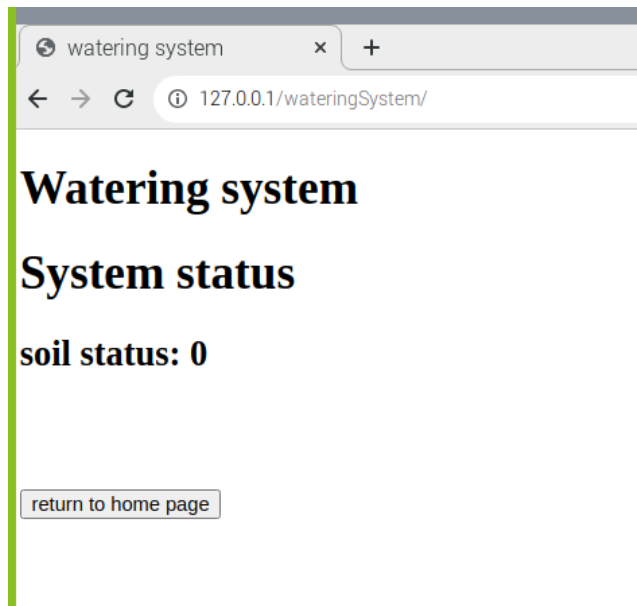 watering system
127.0.0.1/wateringSystem/
Watering system
System status
soil status: 0
return to home page